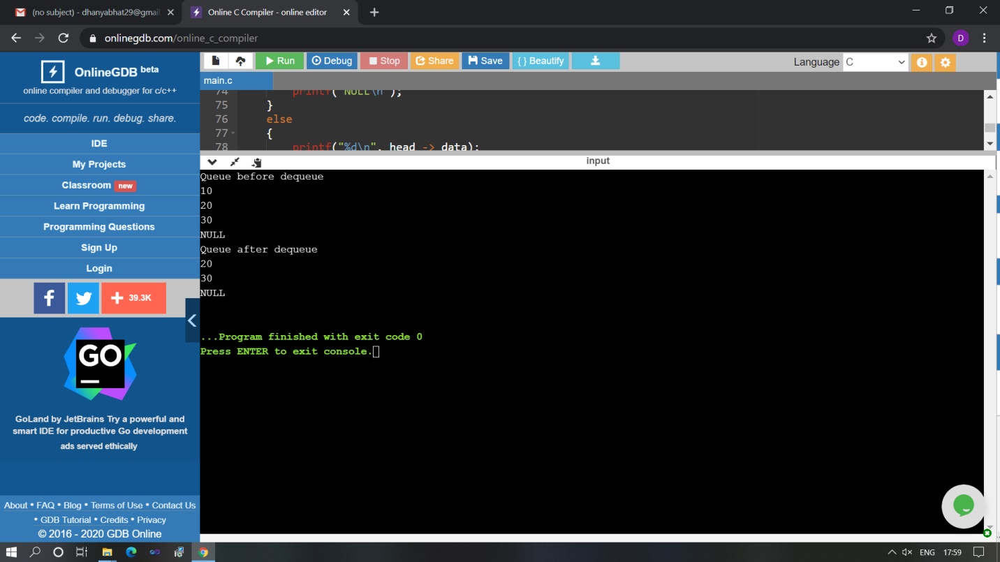 (no subject) - dhanyabhat29@gmail
Online C Compiler - online editor
onlinegdb.com/online_c_compiler
D
OnlineGDB beta
online compiler and debugger for c/c++
code. compile. run. debug. share.
IDE
My Projects
Classroom new
Learn Programming
Programming Questions
Sign Up
Login
39.3K
GO
GoLand by JetBrains Try a powerful and
smart IDE for productive Go development
ads served ethically
About • FAQ • Blog • Terms of Use • Contact Us
• GDB Tutorial • Credits • Privacy
© 2016 - 2020 GDB Online
Run Debug Stop Share Save { } Beautify Language C
main.c
74 printf("NULL\n");
75 }
76 else
77 {
78 printf("%d\n", head -> data);
input
Queue before dequeue
10
20
30
NULL
Queue after dequeue
20
30
NULL
...Program finished with exit code 0
Press ENTER to exit console.
ENG 17:59